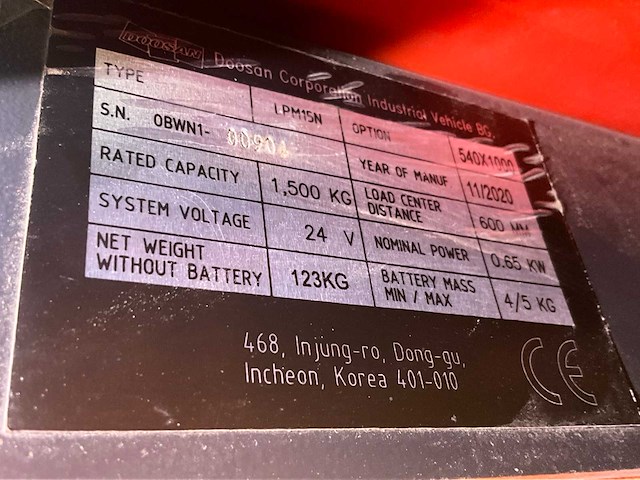 DOOSAN
Doosan Corporation Industrial Vehicle BG.
TYPE LPM15N OPTION 540X1000
S.N. 0BWN1- 00904 YEAR OF MANUF 11/2020
RATED CAPACITY 1,500 KG LOAD CENTER DISTANCE 600 MM
SYSTEM VOLTAGE 24 V NOMINAL POWER 0.65 KW
NET WEIGHT WITHOUT BATTERY 123KG BATTERY MASS MIN / MAX 4/5 KG
468, Injung-ro, Dong-gu,
Incheon, Korea 401-010
CE